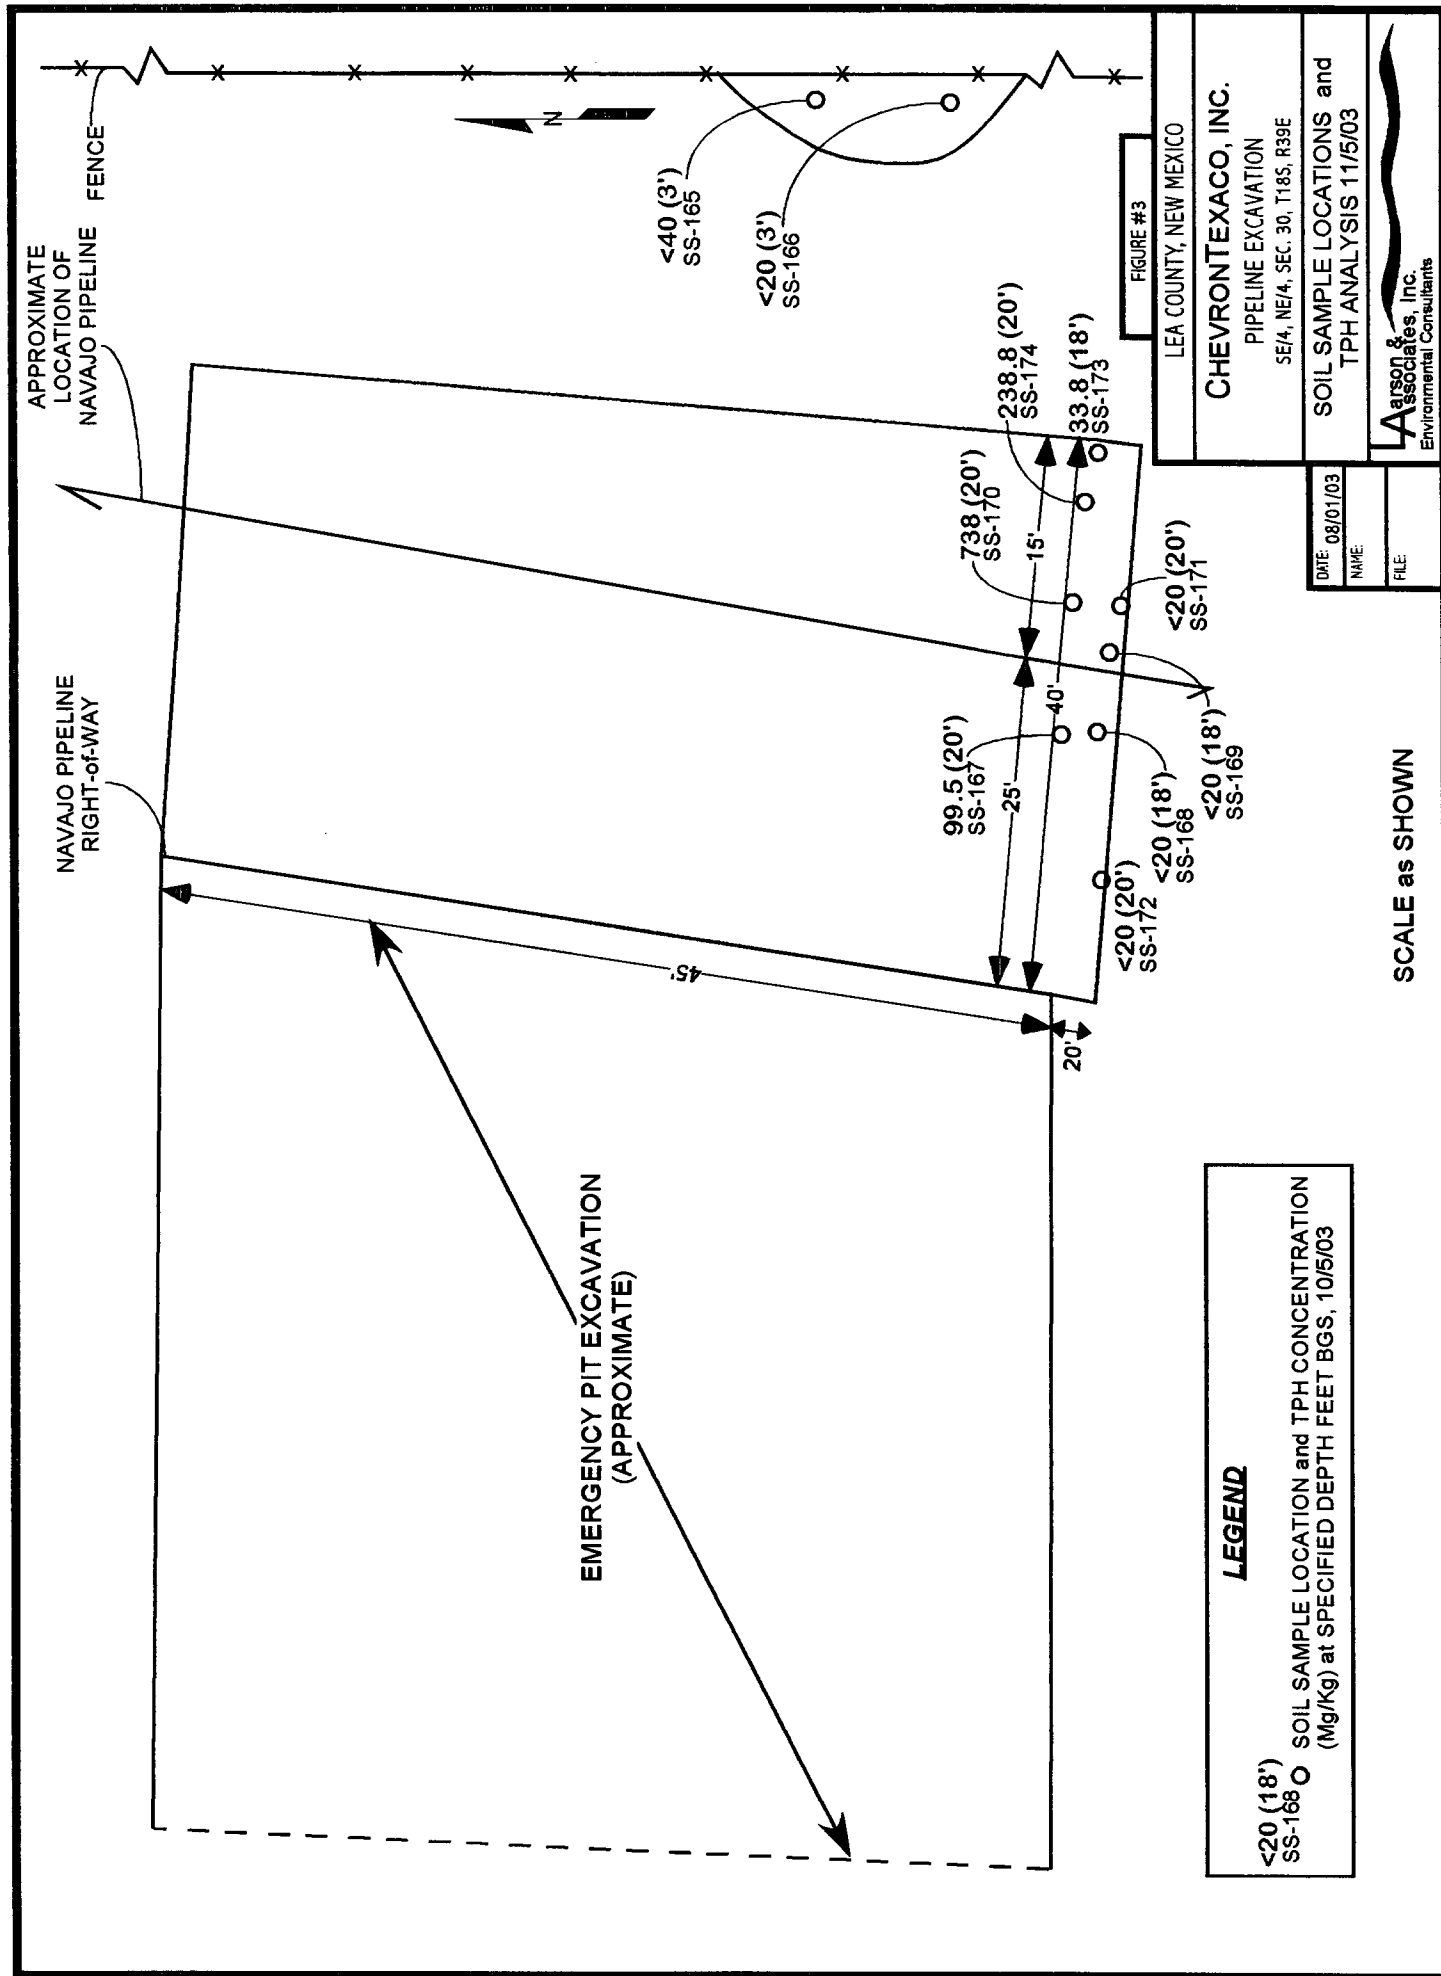 APPROXIMATE
LOCATION OF
NAVAJO PIPELINE
FENCE
NAVAJO PIPELINE
RIGHT-of-WAY
N
<40 (3')
SS-165
<20 (3')
SS-166
EMERGENCY PIT EXCAVATION
(APPROXIMATE)
45'
20'
99.5 (20')
SS-167
738 (20')
SS-170
238.8 (20')
SS-174
33.8 (18')
SS-173
15'
25'
40'
<20 (20')
SS-172
<20 (18')
SS-168
<20 (18')
SS-169
<20 (20')
SS-171
SCALE as SHOWN
LEGEND
<20 (18')
SS-168
SOIL SAMPLE LOCATION and TPH CONCENTRATION
(Mg/Kg) at SPECIFIED DEPTH FEET BGS, 10/5/03
FIGURE #3
LEA COUNTY, NEW MEXICO
CHEVRONTEXACO, INC.
PIPELINE EXCAVATION
SE/4, NE/4, SEC. 30, T18S, R39E
SOIL SAMPLE LOCATIONS and
TPH ANALYSIS 11/5/03
DATE: 08/01/03
NAME:
FILE:
Larson &
Associates, Inc.
Environmental Consultants